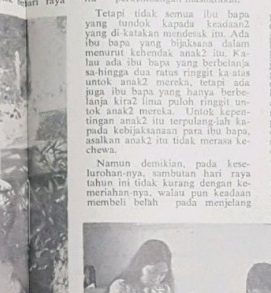 hari raya
Tetapi tidak semua ibu bapa
yang tundok kapada keadaan2
yang di-katakan mendesak itu. Ada
ibu bapa yang bijaksana dalam
menurut kehendak anak2 itu. Ka-
lau ada ibu bapa yang berbelanja
sa-hingga dua ratus ringgit ka-atas
untok anak2 mereka, tetapi ada
juga ibu bapa yang hanya berbe-
lanja kira2 lima puloh ringgit un-
tok anak2 mereka. Untok kepen-
tingan anak2 itu terpulang-lah ka-
pada kebijaksanaan para ibu bapa,
asalkan anak2 itu tidak merasa ke-
chewa.
Namun demikian, pada kese-
lurohan-nya, sambutan hari raya
tahun ini tidak kurang dengan ke-
meriahan-nya, walau pun keadaan
membeli belah pada menjelang